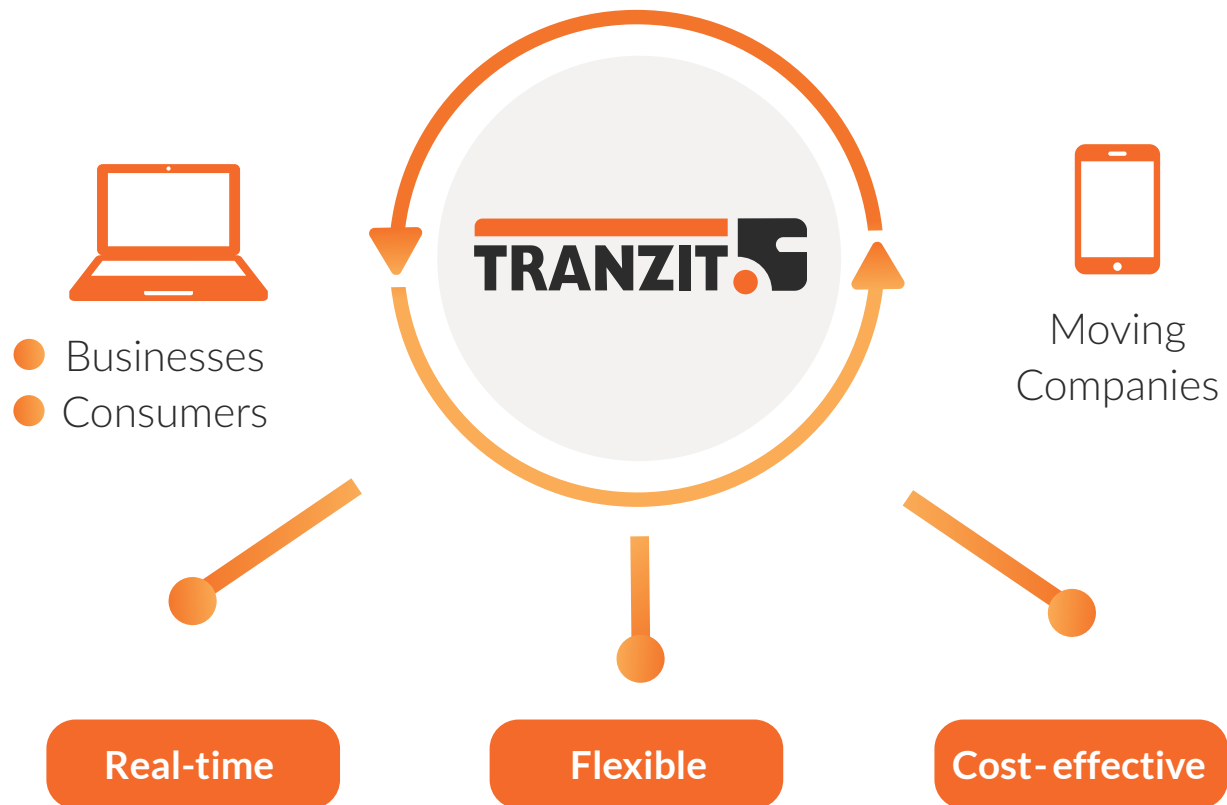 TRANZIT
Businesses
Consumers
Moving
Companies
Real-time
Flexible
Cost-effective